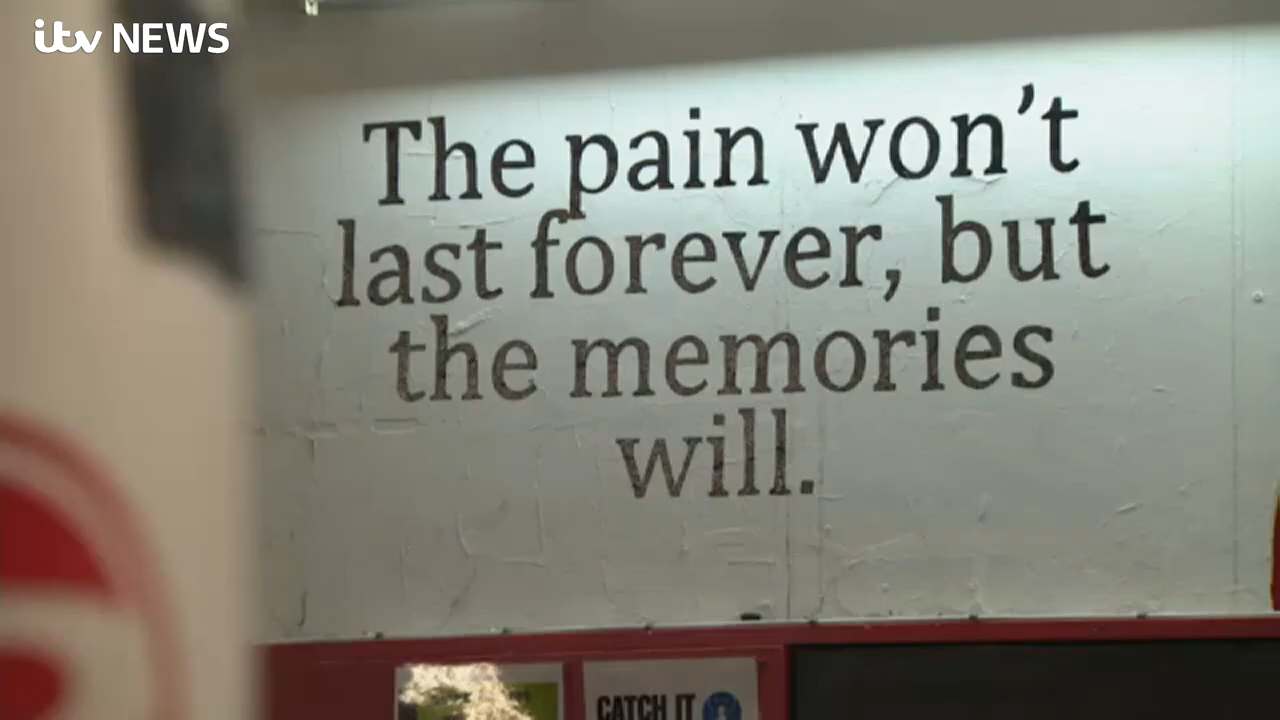 itv NEWS
The pain won't
last forever, but
the memories
will.
CATCH IT